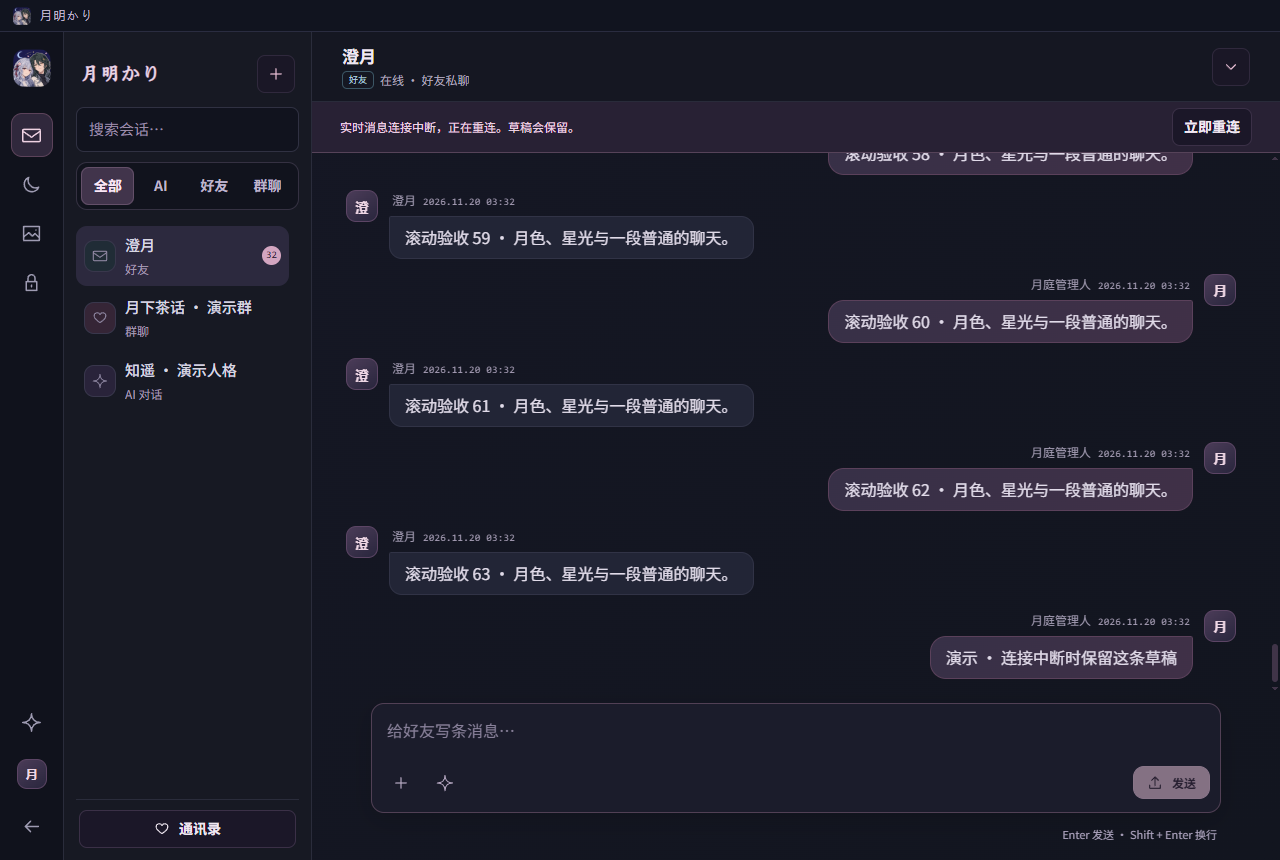 月明かり
月明かり
搜索会话…
全部 AI 好友 群聊
澄月
好友
32
月下茶话 · 演示群
群聊
知遥 · 演示人格
AI 对话
月
通讯录
澄月
好友 在线 · 好友私聊
实时消息连接中断，正在重连。草稿会保留。
立即重连
滚动验收 58 · 月色、星光与一段普通的聊天。
澄
澄月 2026.11.20 03:32
滚动验收 59 · 月色、星光与一段普通的聊天。
月庭管理人 2026.11.20 03:32
月
滚动验收 60 · 月色、星光与一段普通的聊天。
澄
澄月 2026.11.20 03:32
滚动验收 61 · 月色、星光与一段普通的聊天。
月庭管理人 2026.11.20 03:32
月
滚动验收 62 · 月色、星光与一段普通的聊天。
澄
澄月 2026.11.20 03:32
滚动验收 63 · 月色、星光与一段普通的聊天。
月庭管理人 2026.11.20 03:32
月
演示 · 连接中断时保留这条草稿
给好友写条消息…
发送
Enter 发送 · Shift + Enter 换行